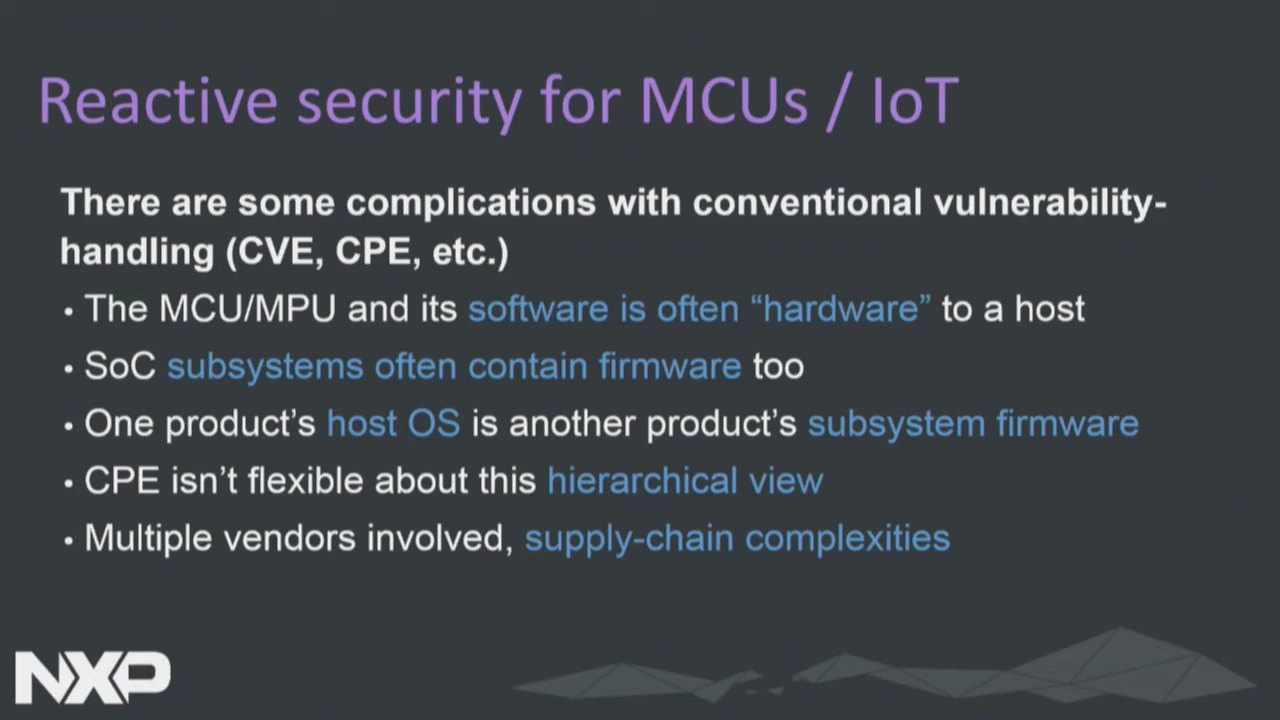 Reactive security for MCUs / IoT
There are some complications with conventional vulnerability-
handling (CVE, CPE, etc.)
• The MCU/MPU and its software is often “hardware” to a host
• SoC subsystems often contain firmware too
• One product’s host OS is another product’s subsystem firmware
• CPE isn’t flexible about this hierarchical view
• Multiple vendors involved, supply-chain complexities
NXP